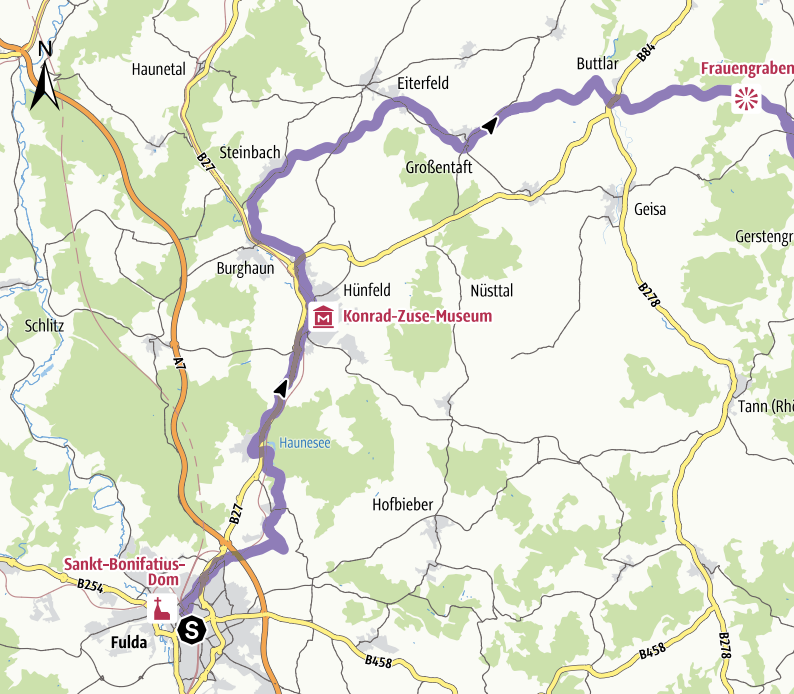 N
Haunetal
B27
Eiterfeld
Buttlar
B84
Frauengraben
Steinbach
Großentaft
Geisa
Gerstengr
Burghaun
Hünfeld
Nüsttal
B278
Konrad-Zuse-Museum
Schlitz
A7
Tann (Rhö
Haunesee
Hofbieber
B27
Sankt-Bonifatius-
Dom
B254
S
Fulda
B458
B458
B278